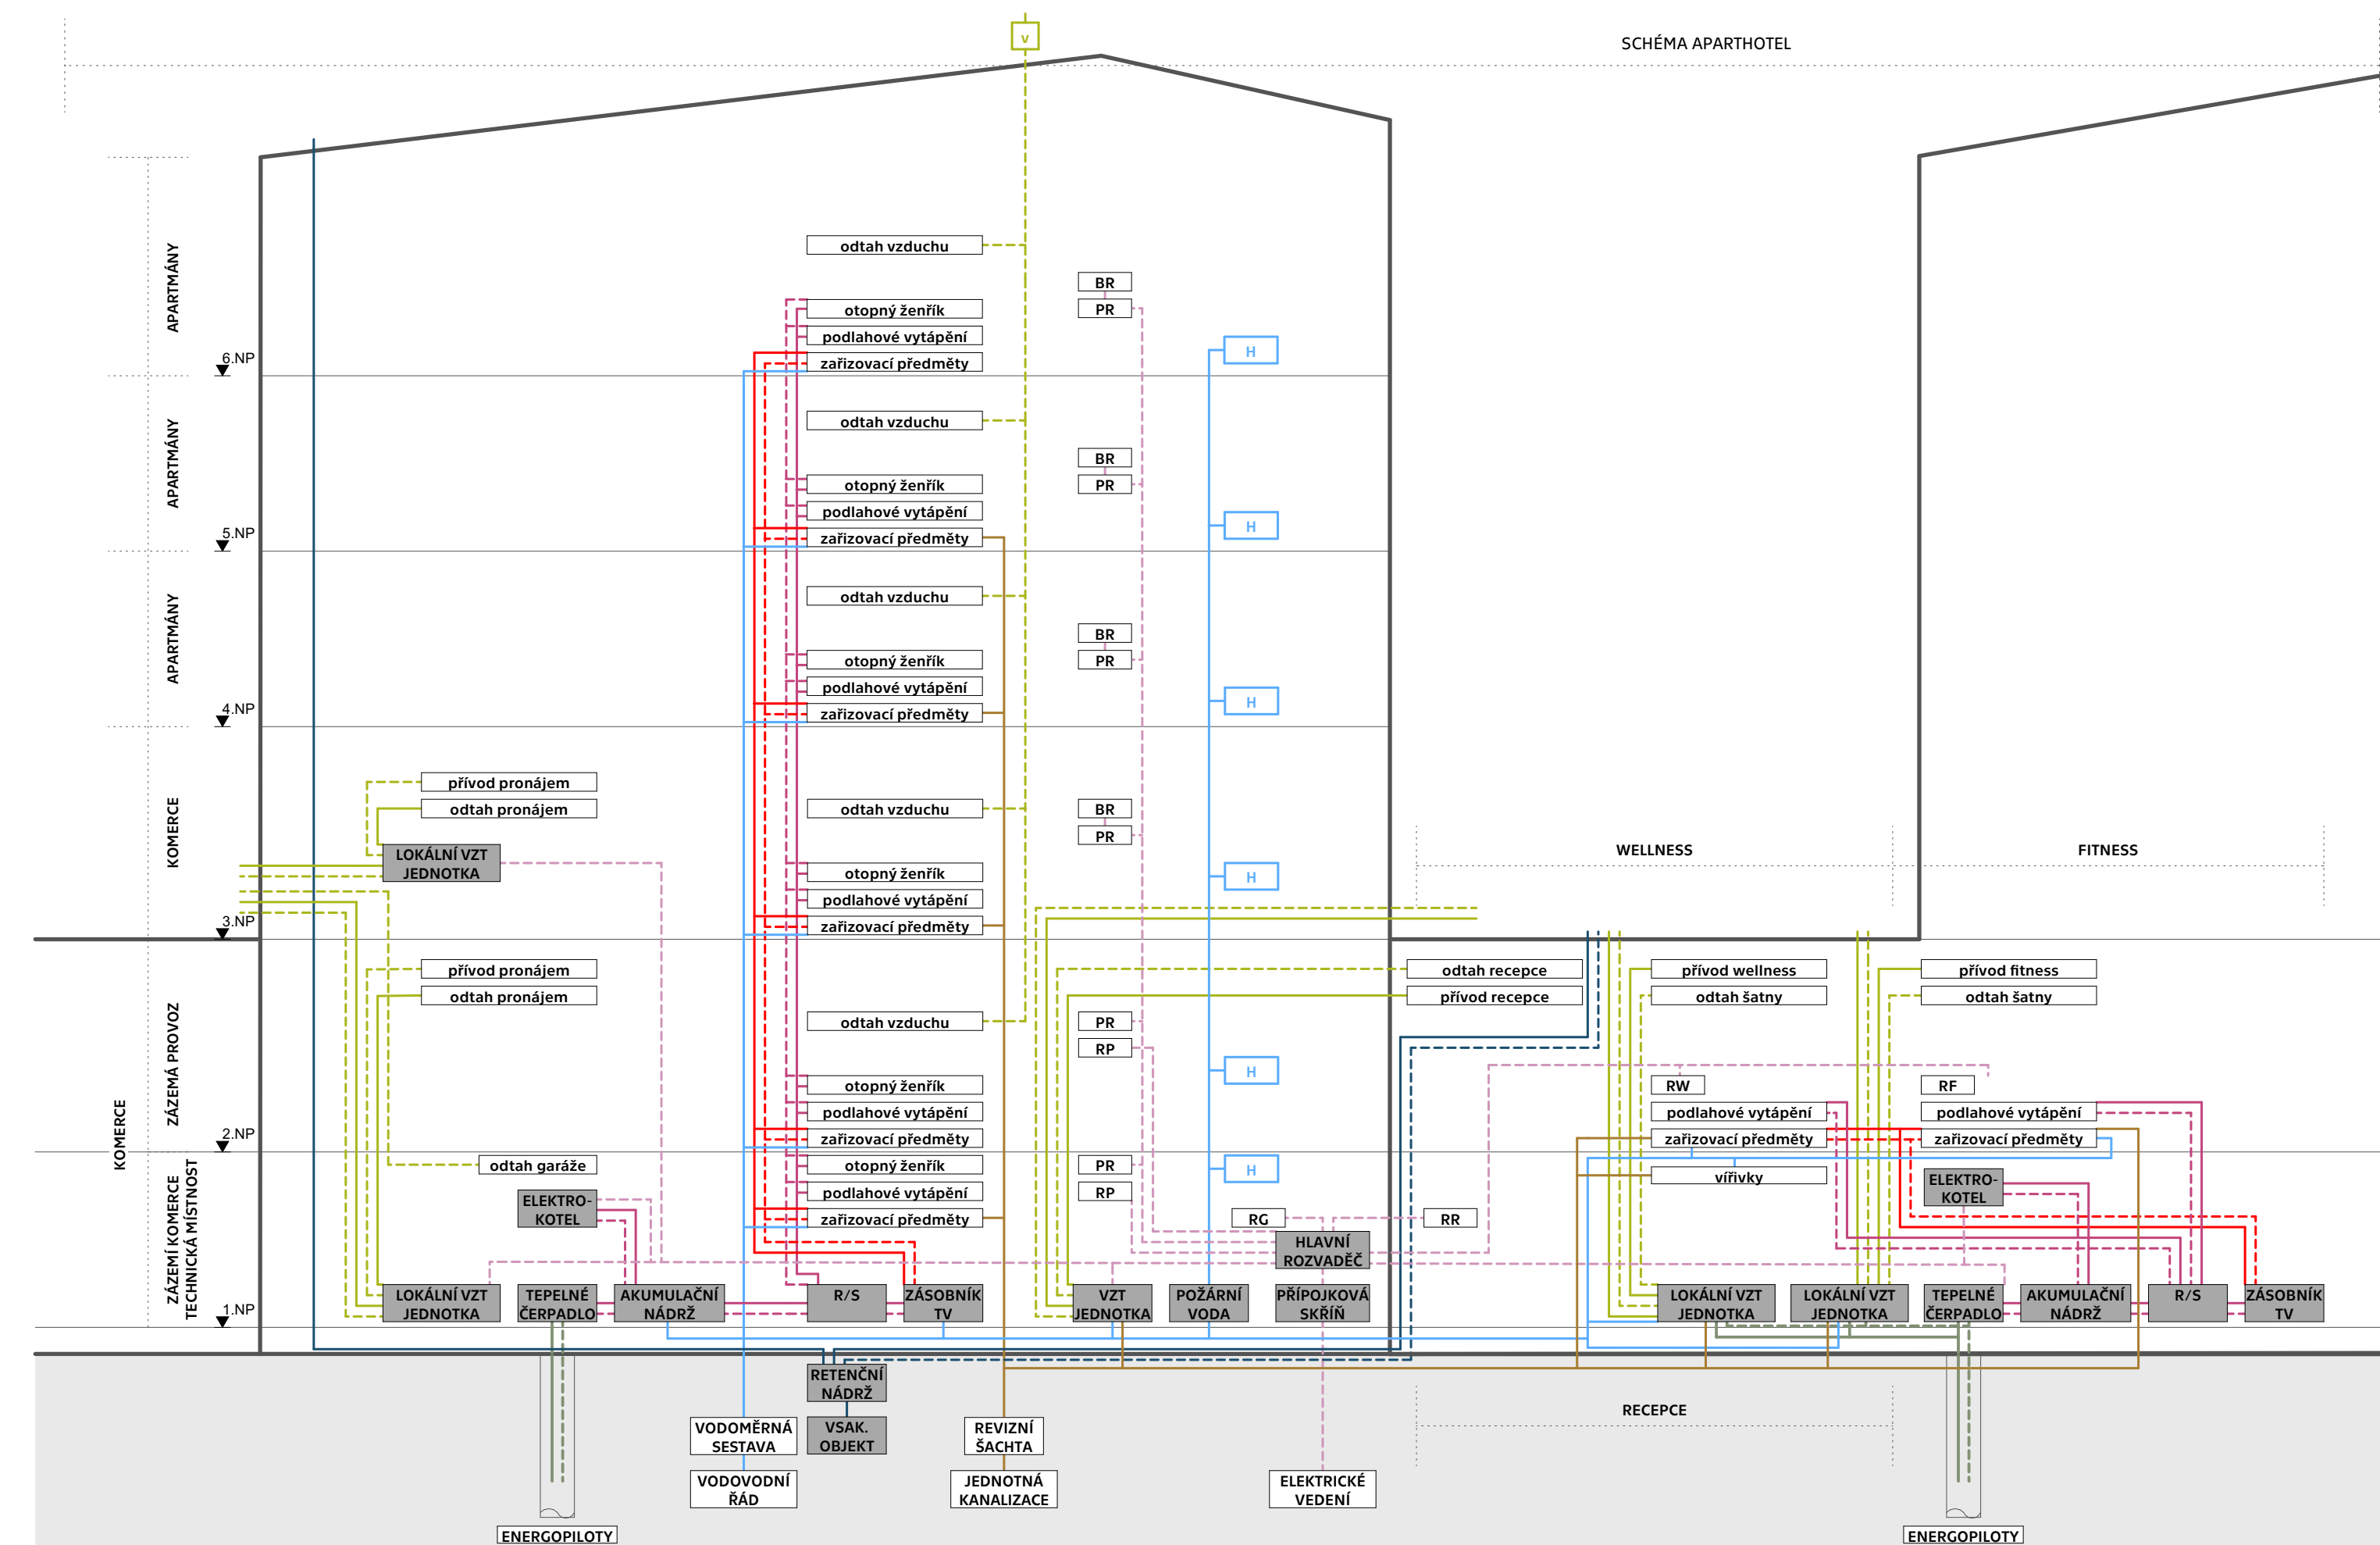 v
SCHÉMA APARTHOTEL
APARTMÁNY
6.NP
odtah vzduchu
otopný ženřík
podlahové vytápění
zařizovací předměty
BR
PR
H
APARTMÁNY
5.NP
odtah vzduchu
otopný ženřík
podlahové vytápění
zařizovací předměty
BR
PR
H
APARTMÁNY
4.NP
odtah vzduchu
otopný ženřík
podlahové vytápění
zařizovací předměty
BR
PR
H
KOMERCE
3.NP
přívod pronájem
odtah pronájem
LOKÁLNÍ VZT
JEDNOTKA
odtah vzduchu
otopný ženřík
podlahové vytápění
zařizovací předměty
BR
PR
H
WELLNESS
FITNESS
KOMERCE
ZÁZEMÁ PROVOZ
2.NP
přívod pronájem
odtah pronájem
odtah vzduchu
otopný ženřík
podlahové vytápění
zařizovací předměty
PR
RP
H
odtah recepce
přívod recepce
přívod wellness
odtah šatny
přívod fitness
odtah šatny
RW
RF
podlahové vytápění
podlahové vytápění
zařizovací předměty
zařizovací předměty
vířivky
ZÁZEMÍ KOMERCE
TECHNICKÁ MÍSTNOST
1.NP
odtah garáže
ELEKTRO-
KOTEL
otopný ženřík
podlahové vytápění
zařizovací předměty
PR
RP
H
RG
RR
HLAVNÍ
ROZVADĚČ
ELEKTRO-
KOTEL
LOKÁLNÍ VZT
JEDNOTKA
TEPELNÉ
ČERPADLO
AKUMULAČNÍ
NÁDRŽ
R/S
ZÁSOBNÍK
TV
VZT
JEDNOTKA
POŽÁRNÍ
VODA
PŘÍPOJKOVÁ
SKŘÍŇ
LOKÁLNÍ VZT
JEDNOTKA
LOKÁLNÍ VZT
JEDNOTKA
TEPELNÉ
ČERPADLO
AKUMULAČNÍ
NÁDRŽ
R/S
ZÁSOBNÍK
TV
RETENČNÍ
NÁDRŽ
VSAK.
OBJEKT
VODOMĚRNÁ
SESTAVA
VODOVODNÍ
ŘÁD
REVIZNÍ
ŠACHTA
JEDNOTNÁ
KANALIZACE
ELEKTRICKÉ
VEDENÍ
RECEPCE
ENERGOPILOTY
ENERGOPILOTY